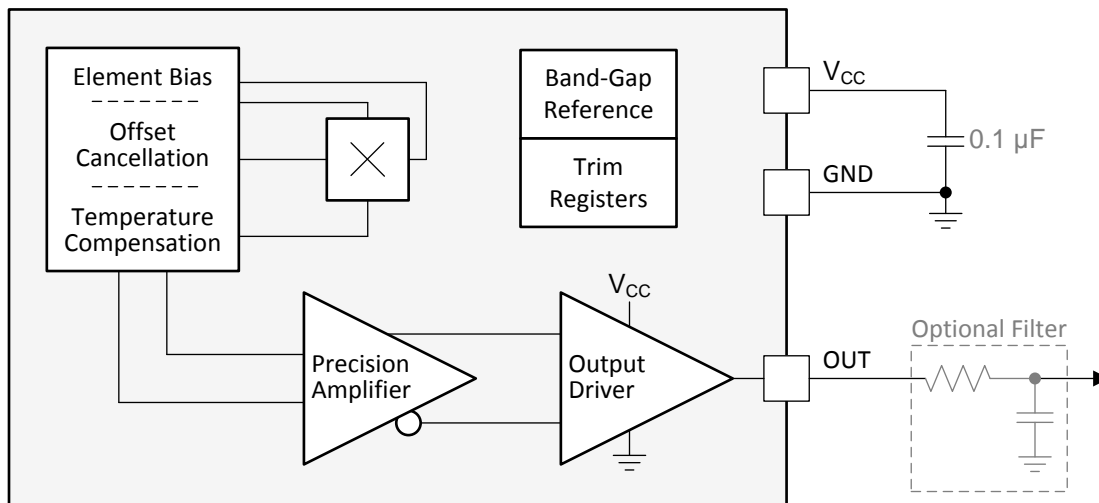 Element Bias
Offset
Cancellation
Temperature
Compensation
Band-Gap
Reference
Trim
Registers
VCC
0.1 µF
GND
Precision
Amplifier
VCC
Output
Driver
OUT
Optional Filter